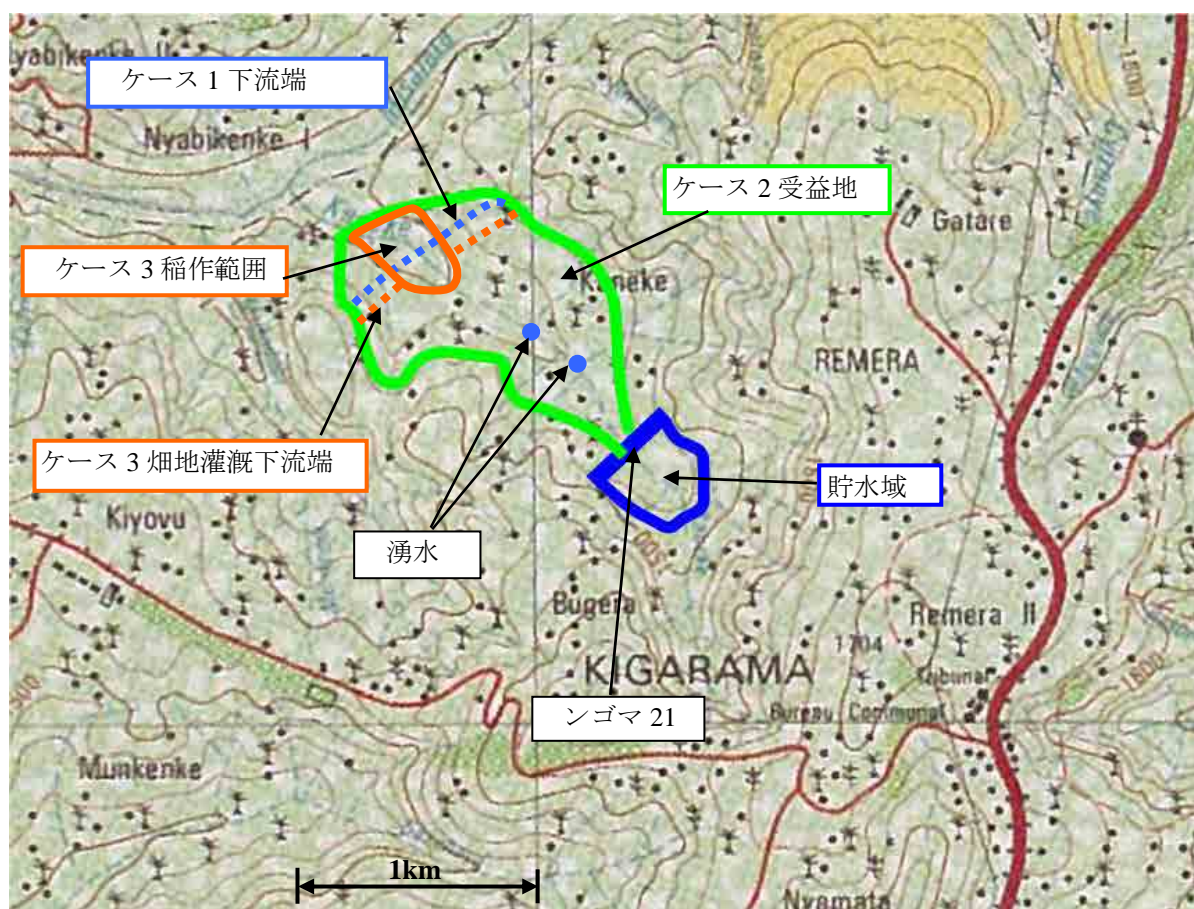 ケース 1 下流端
Nyabikenke I
ケース 2 受益地
Gatare
ケース 3 稲作範囲
Kaneke
REMERA
ケース 3 畑地灌漑下流端
貯水域
Kiyovu
湧水
Bugera
Remera II
1704
KIGARAMA
Tribunal
ンゴマ 21
Bureau Communal
1800
Munkenke
1km
Nyamata